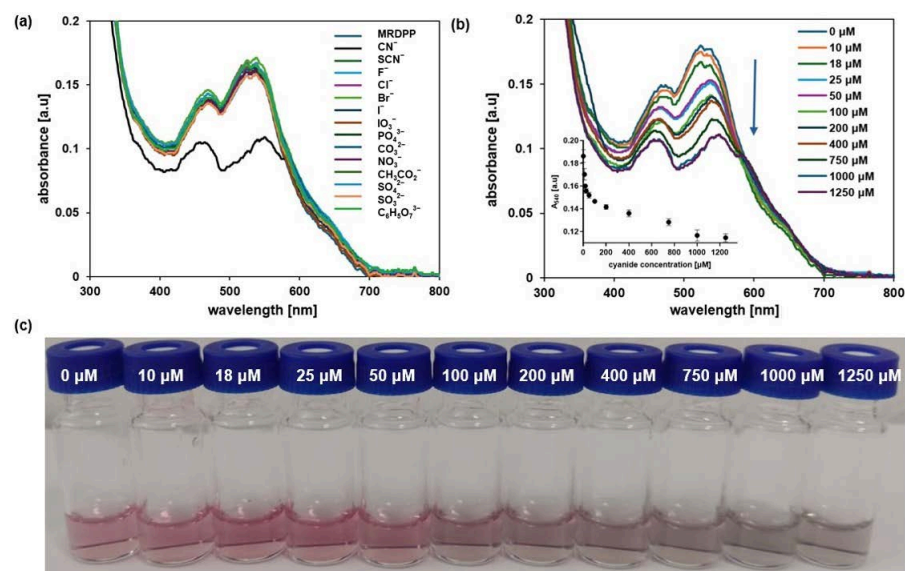 (a)
0.2
0.15
0.1
0.05
0
absorbance [a.u]
300 400 500 600 700 800
wavelength [nm]
MRDPP
CN⁻
SCN⁻
F⁻
Cl⁻
Br⁻
I⁻
IO₃⁻
PO₄³⁻
CO₃²⁻
NO₃⁻
CH₃CO₂⁻
SO₄²⁻
SO₃²⁻
C₆H₅O₇³⁻
(b)
0.2
0.15
0.1
0.05
0
absorbance [a.u]
300 400 500 600 700 800
wavelength [nm]
0 µM
10 µM
18 µM
25 µM
50 µM
100 µM
200 µM
400 µM
750 µM
1000 µM
1250 µM
0.20
0.18
0.16
0.14
0.12
A₅₄₀ [a.u]
0 200 400 600 800 1000 1200
cyanide concentration [µM]
(c)
0 µM 10 µM 18 µM 25 µM 50 µM 100 µM 200 µM 400 µM 750 µM 1000 µM 1250 µM